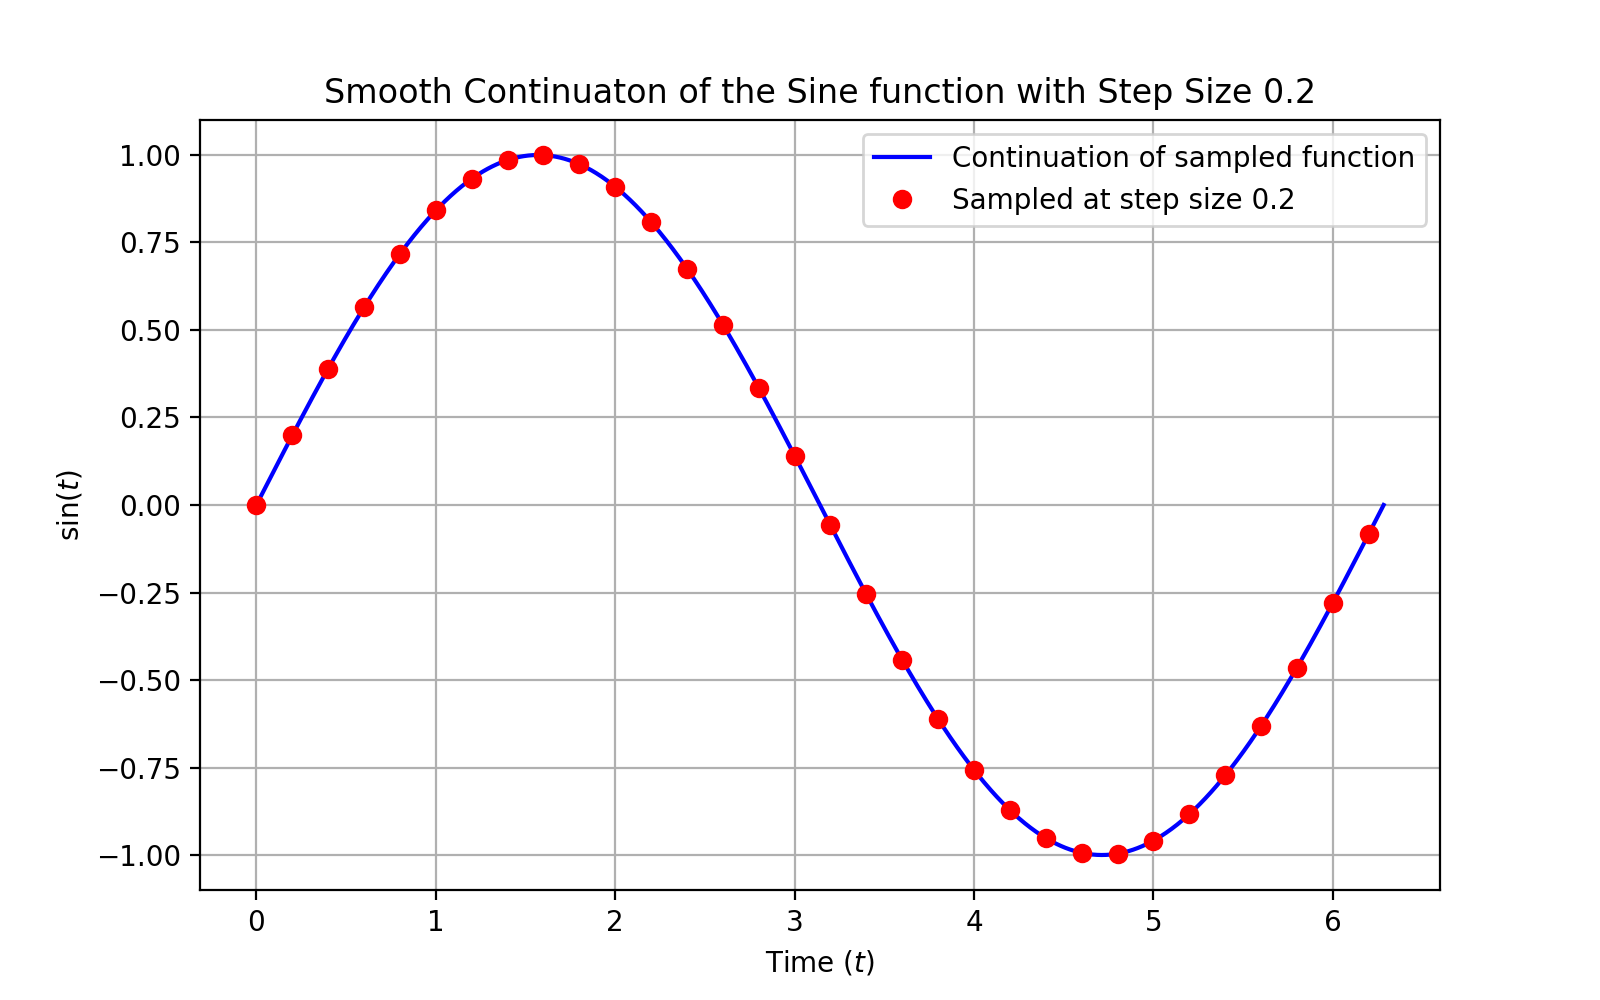 Smooth Continuaton of the Sine function with Step Size 0.2
Continuation of sampled function
Sampled at step size 0.2
1.00
0.75
0.50
0.25
0.00
−0.25
−0.50
−0.75
−1.00
sin(t)
0 1 2 3 4 5 6
Time (t)